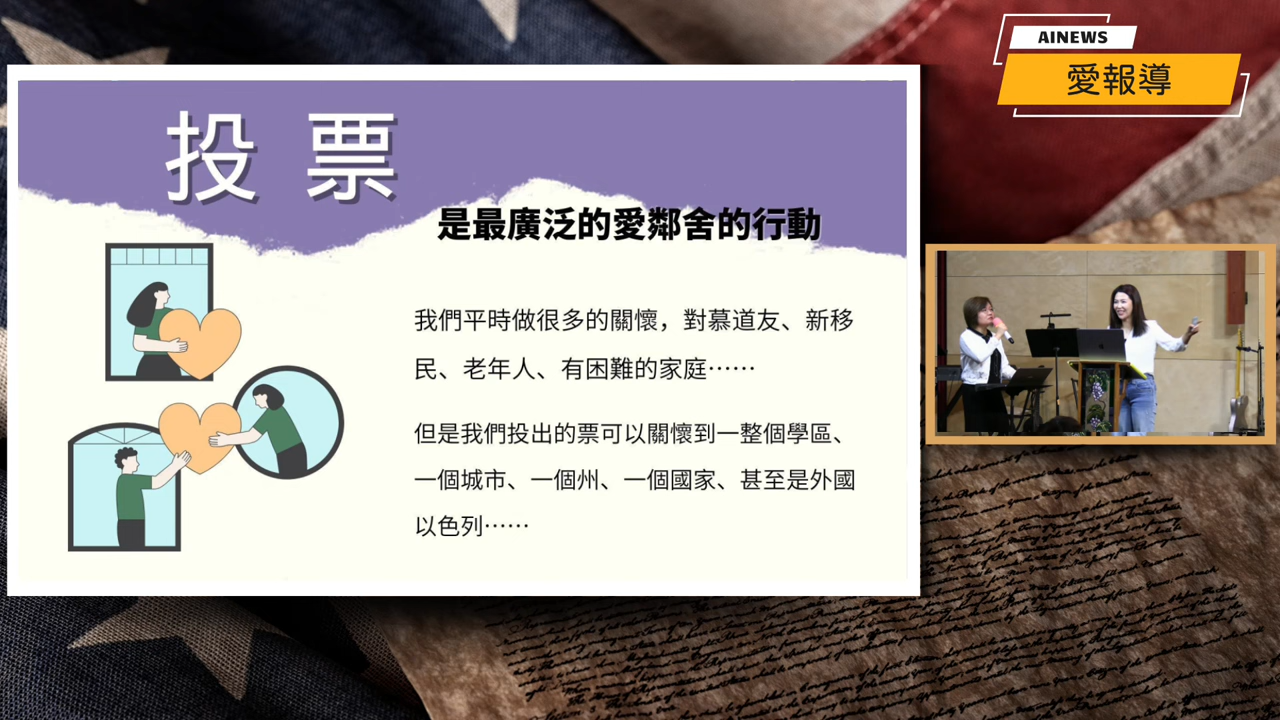 AINEWS
愛報導
投票
是最廣泛的愛鄰舍的行動
我們平時做很多的關懷，對慕道友、新移
民、老年人、有困難的家庭⋯⋯
但是我們投出的票可以關懷到一整個學區、
一個城市、一個州、一個國家、甚至是外國
以色列⋯⋯